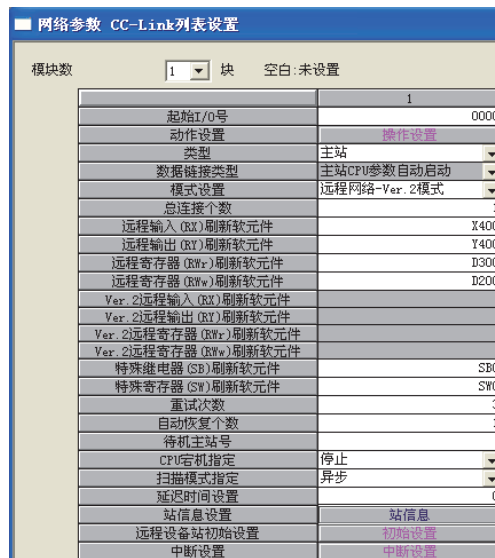 网络参数 CC-Link列表设置
模块数 1 块 空白:未设置
1
起始I/O号 0000
动作设置 操作设置
类型 主站
数据链接类型 主站CPU参数自动启动
模式设置 远程网络-Ver.2模式
总连接个数
远程输入(RX)刷新软元件 X400
远程输出(RY)刷新软元件 Y400
远程寄存器(RWr)刷新软元件 D300
远程寄存器(RWw)刷新软元件 D200
Ver.2远程输入(RX)刷新软元件
Ver.2远程输出(RY)刷新软元件
Ver.2远程寄存器(RWr)刷新软元件
Ver.2远程寄存器(RWw)刷新软元件
特殊继电器(SB)刷新软元件 SB0
特殊寄存器(SW)刷新软元件 SW0
重试次数
自动恢复个数
待机主站号
CPU宕机指定 停止
扫描模式指定 异步
延迟时间设置 0
站信息设置 站信息
远程设备站初始设置 初始设置
中断设置 中断设置